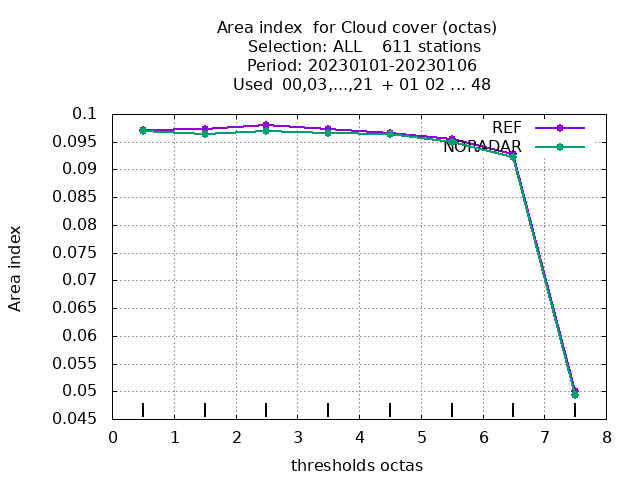 Area index  for Cloud cover (octas)
Selection: ALL    611 stations
Period: 20230101-20230106
Used  00,03,...,21  + 01 02 ... 48
REF
NORADAR
0.1
0.095
0.09
0.085
0.08
0.075
0.07
0.065
0.06
0.055
0.05
0.045
Area index
0 1 2 3 4 5 6 7 8
thresholds octas